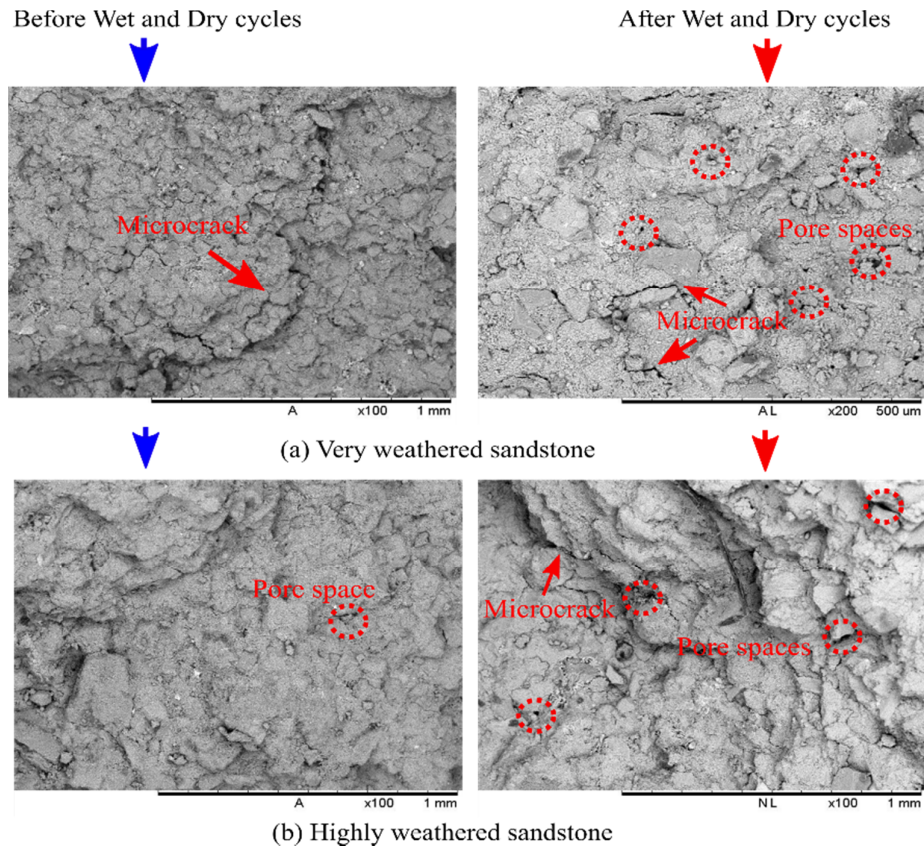 Before Wet and Dry cycles
After Wet and Dry cycles
Microcrack
Pore spaces
Microcrack
A x100 1 mm
AL x200 500 um
(a) Very weathered sandstone
Pore space
Microcrack
Pore spaces
A x100 1 mm
NL x100 1 mm
(b) Highly weathered sandstone